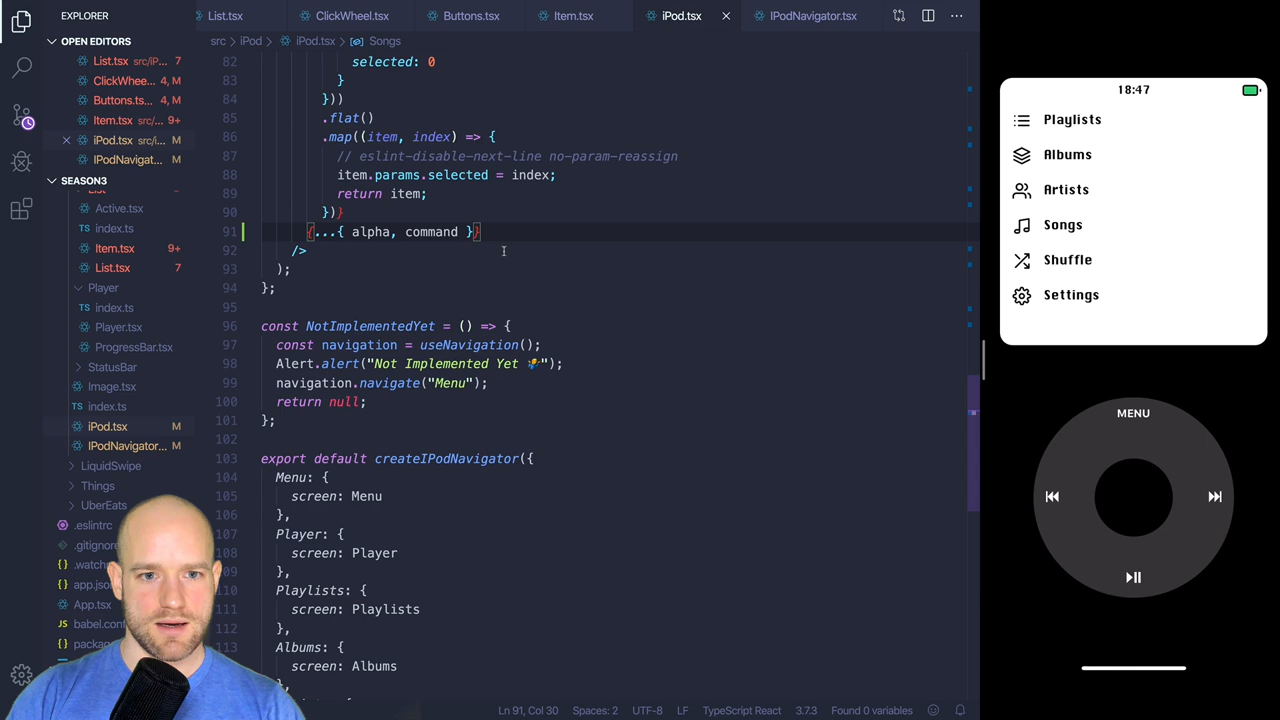 EXPLORER
OPEN EDITORS
List.tsx src/iP... 7
ClickWhee... 4, M
Buttons.ts... 4, M
Item.tsx src/... 9+
iPod.tsx src/i... M
IPodNavigat... M
SEASON3
List
Active.tsx
index.ts
Item.tsx 9+
List.tsx 7
Player
index.ts
Player.tsx
ProgressBar.tsx
StatusBar
Image.tsx
index.ts
iPod.tsx M
IPodNavigator... M
LiquidSwipe
Things
UberEats
.eslintrc
.gitignore
.watch
app.jso
App.tsx
babel.conf
packag
List.tsx ClickWheel.tsx Buttons.tsx Item.tsx iPod.tsx IPodNavigator.tsx
src › iPod › iPod.tsx › Songs
82 selected: 0
83 }
84 }))
85 .flat()
86 .map((item, index) => {
87 // eslint-disable-next-line no-param-reassign
88 item.params.selected = index;
89 return item;
90 })}
91 {...{ alpha, command }}
92 />
93 );
94 };
95
96 const NotImplementedYet = () => {
97 const navigation = useNavigation();
98 Alert.alert("Not Implemented Yet 🤷‍♂️");
99 navigation.navigate("Menu");
100 return null;
101 };
102
103 export default createIPodNavigator({
104 Menu: {
105 screen: Menu
106 },
107 Player: {
108 screen: Player
109 },
110 Playlists: {
111 screen: Playlists
112 },
113 Albums: {
114 screen: Albums
Ln 91, Col 30 Spaces: 2 UTF-8 LF TypeScript React 3.7.3 Found 0 variables
18:47
Playlists
Albums
Artists
Songs
Shuffle
Settings
MENU